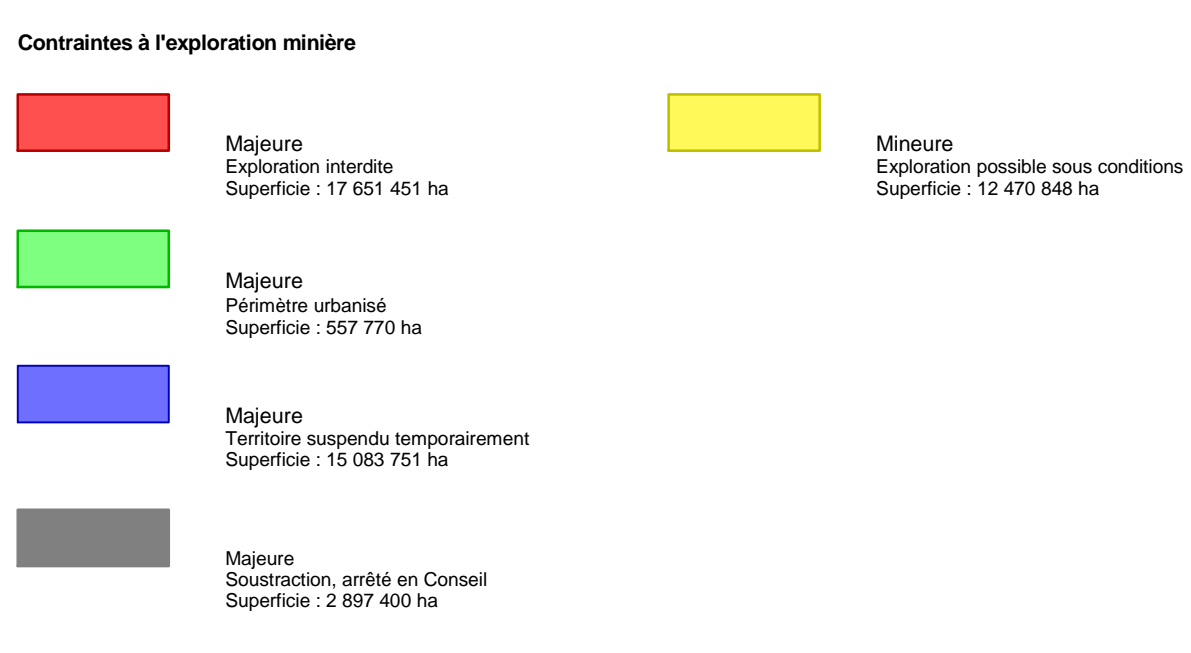 Contraintes à l'exploration minière
Majeure
Exploration interdite
Superficie : 17 651 451 ha
Mineure
Exploration possible sous conditions
Superficie : 12 470 848 ha
Majeure
Périmètre urbanisé
Superficie : 557 770 ha
Majeure
Territoire suspendu temporairement
Superficie : 15 083 751 ha
Majeure
Soustraction, arrêté en Conseil
Superficie : 2 897 400 ha